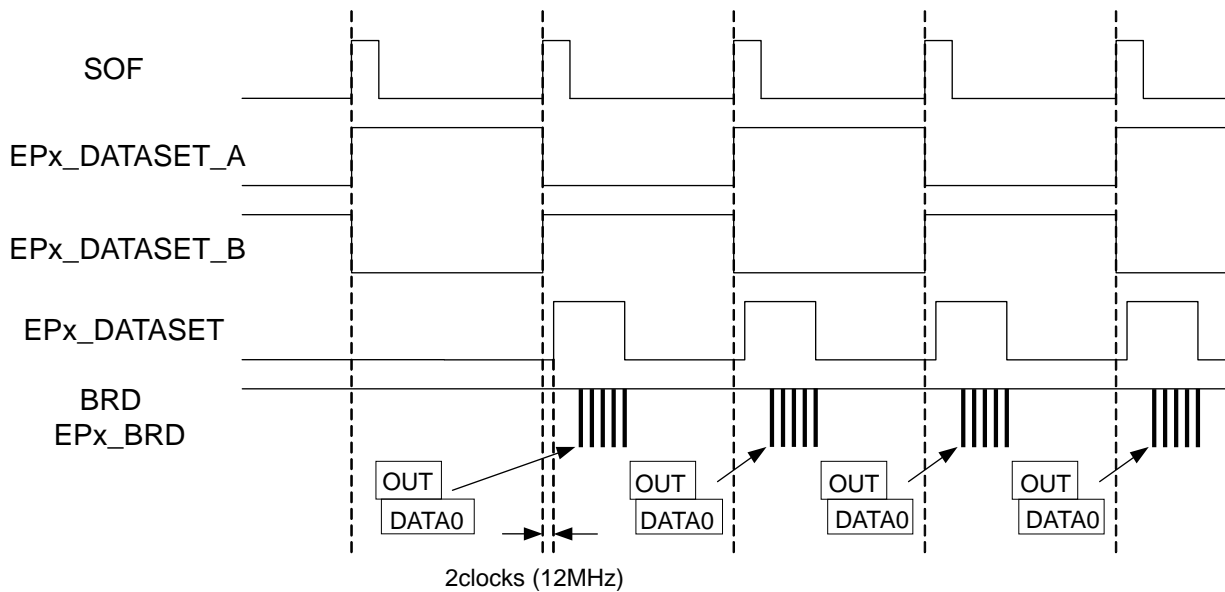 SOF
EPx_DATASET_A
EPx_DATASET_B
EPx_DATASET
BRD
EPx_BRD
OUT
DATA0
OUT
DATA0
OUT
DATA0
OUT
DATA0
2clocks (12MHz)